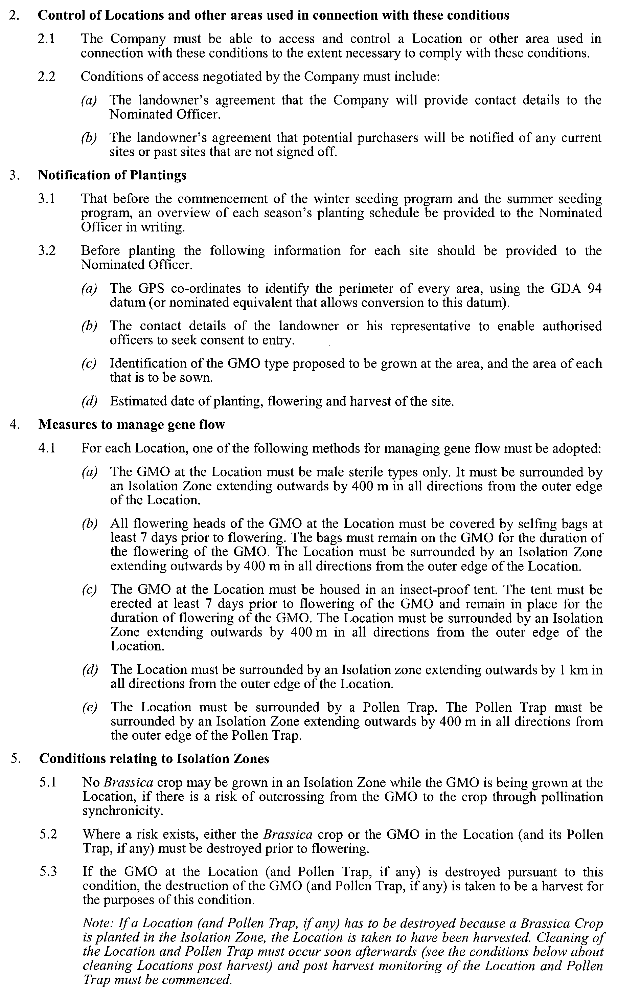 2. Control of Locations and other areas used in connection with these conditions
2.1 The Company must be able to access and control a Location or other area used in
connection with these conditions to the extent necessary to comply with these conditions.
2.2 Conditions of access negotiated by the Company must include:
(a) The landowner's agreement that the Company will provide contact details to the
Nominated Officer.
(b) The landowner's agreement that potential purchasers will be notified of any current
sites or past sites that are not signed off.
3. Notification of Plantings
3.1 That before the commencement of the winter seeding program and the summer seeding
program, an overview of each season's planting schedule be provided to the Nominated
Officer in writing.
3.2 Before planting the following information for each site should be provided to the
Nominated Officer.
(a) The GPS co-ordinates to identify the perimeter of every area, using the GDA 94
datum (or nominated equivalent that allows conversion to this datum).
(b) The contact details of the landowner or his representative to enable authorised
officers to seek consent to entry.
(c) Identification of the GMO type proposed to be grown at the area, and the area of each
that is to be sown.
(d) Estimated date of planting, flowering and harvest of the site.
4. Measures to manage gene flow
4.1 For each Location, one of the following methods for managing gene flow must be adopted:
(a) The GMO at the Location must be male sterile types only. It must be surrounded by
an Isolation Zone extending outwards by 400 m in all directions from the outer edge
of the Location.
(b) All flowering heads of the GMO at the Location must be covered by selfing bags at
least 7 days prior to flowering. The bags must remain on the GMO for the duration of
the flowering of the GMO. The Location must be surrounded by an Isolation Zone
extending outwards by 400 m in all directions from the outer edge of the Location.
(c) The GMO at the Location must be housed in an insect-proof tent. The tent must be
erected at least 7 days prior to flowering of the GMO and remain in place for the
duration of flowering of the GMO. The Location must be surrounded by an Isolation
Zone extending outwards by 400 m in all directions from the outer edge of the
Location.
(d) The Location must be surrounded by an Isolation zone extending outwards by 1 km in
all directions from the outer edge of the Location.
(e) The Location must be surrounded by a Pollen Trap. The Pollen Trap must be
surrounded by an Isolation Zone extending outwards by 400 m in all directions from
the outer edge of the Pollen Trap.
5. Conditions relating to Isolation Zones
5.1 No Brassica crop may be grown in an Isolation Zone while the GMO is being grown at the
Location, if there is a risk of outcrossing from the GMO to the crop through pollination
synchronicity.
5.2 Where a risk exists, either the Brassica crop or the GMO in the Location (and its Pollen
Trap, if any) must be destroyed prior to flowering.
5.3 If the GMO at the Location (and Pollen Trap, if any) is destroyed pursuant to this
condition, the destruction of the GMO (and Pollen Trap, if any) is taken to be a harvest for
the purposes of this condition.
Note: If a Location (and Pollen Trap, if any) has to be destroyed because a Brassica Crop
is planted in the Isolation Zone, the Location is taken to have been harvested. Cleaning of
the Location and Pollen Trap must occur soon afterwards (see the conditions below about
cleaning Locations post harvest) and post harvest monitoring of the Location and Pollen
Trap must be commenced.